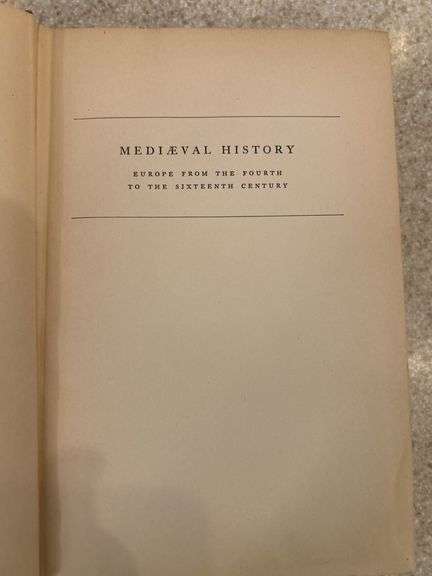 MEDIÆVAL HISTORY
EUROPE FROM THE FOURTH
TO THE SIXTEENTH CENTURY